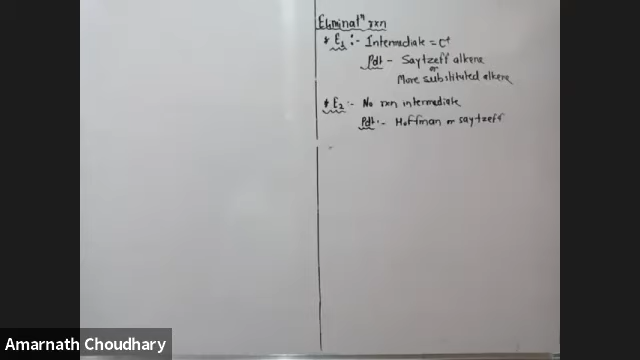 Eliminatⁿ rxn
* E₁ :- Intermediate = C⁺
Pdt - Saytzeff alkene
or
More substituted alkene
* E₂ :- No rxn intermediate
Pdt :- Hoffman or saytzeff
Amarnath Choudhary